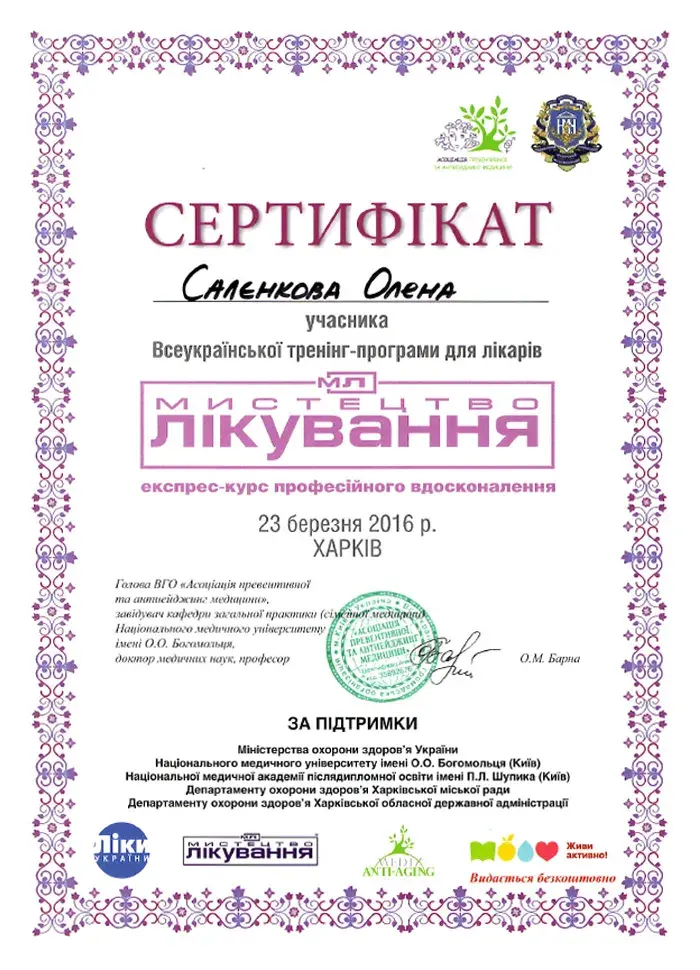 АСОЦІАЦІЯ ПРЕВЕНТИВНОЇ
ТА АНТИЕЙДЖИНГ МЕДИЦИНИ
СЕРТИФІКАТ
Салєнкова Олена
учасника
Всеукраїнської тренінг-програми для лікарів
МЛ
МИСТЕЦТВО
ЛІКУВАННЯ
експрес-курс професійного вдосконалення
23 березня 2016 р.
ХАРКІВ
Голова ВГО «Асоціація превентивної
та антиейджинг медицини»,
завідувач кафедри загальної практики (сімейної медицини)
Національного медичного університету
імені О.О. Богомольця,
доктор медичних наук, професор
«АСОЦІАЦІЯ
ПРЕВЕНТИВНОЇ
ТА АНТИЕЙДЖИНГ
МЕДИЦИНИ»
О.М. Барна
ЗА ПІДТРИМКИ
Міністерства охорони здоров'я України
Національного медичного університету імені О.О. Богомольця (Київ)
Національної медичної академії післядипломної освіти імені П.Л. Шупика (Київ)
Департаменту охорони здоров'я Харківської міської ради
Департаменту охорони здоров'я Харківської обласної державної адміністрації
Ліки
УКРАЇНИ
МЛ
МИСТЕЦТВО
ЛІКУВАННЯ
MEDIX
ANTI-AGING
Живи
активно!
Видається безкоштовно